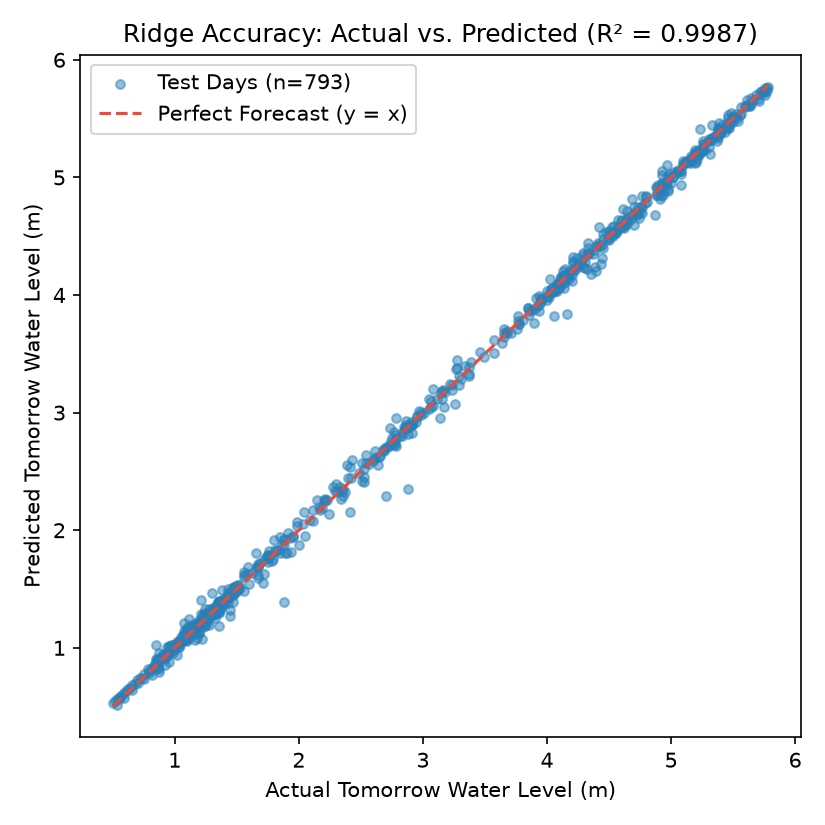 Ridge Accuracy: Actual vs. Predicted (R² = 0.9987)
Test Days (n=793)
Perfect Forecast (y = x)
6
5
4
3
2
1
Predicted Tomorrow Water Level (m)
1 2 3 4 5 6
Actual Tomorrow Water Level (m)